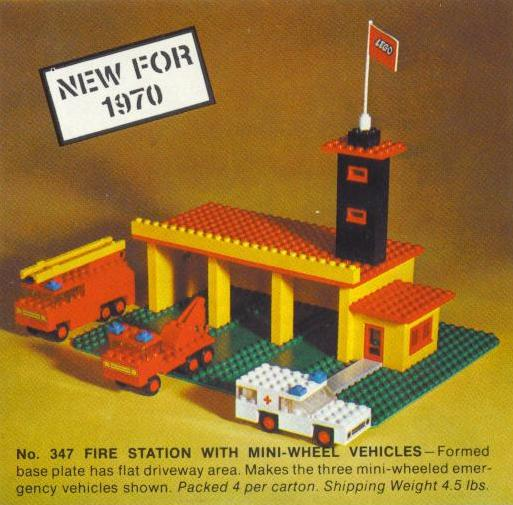 NEW FOR
1970
LEGO
No. 347 FIRE STATION WITH MINI-WHEEL VEHICLES—Formed
base plate has flat driveway area. Makes the three mini-wheeled emer-
gency vehicles shown. Packed 4 per carton. Shipping Weight 4.5 lbs.